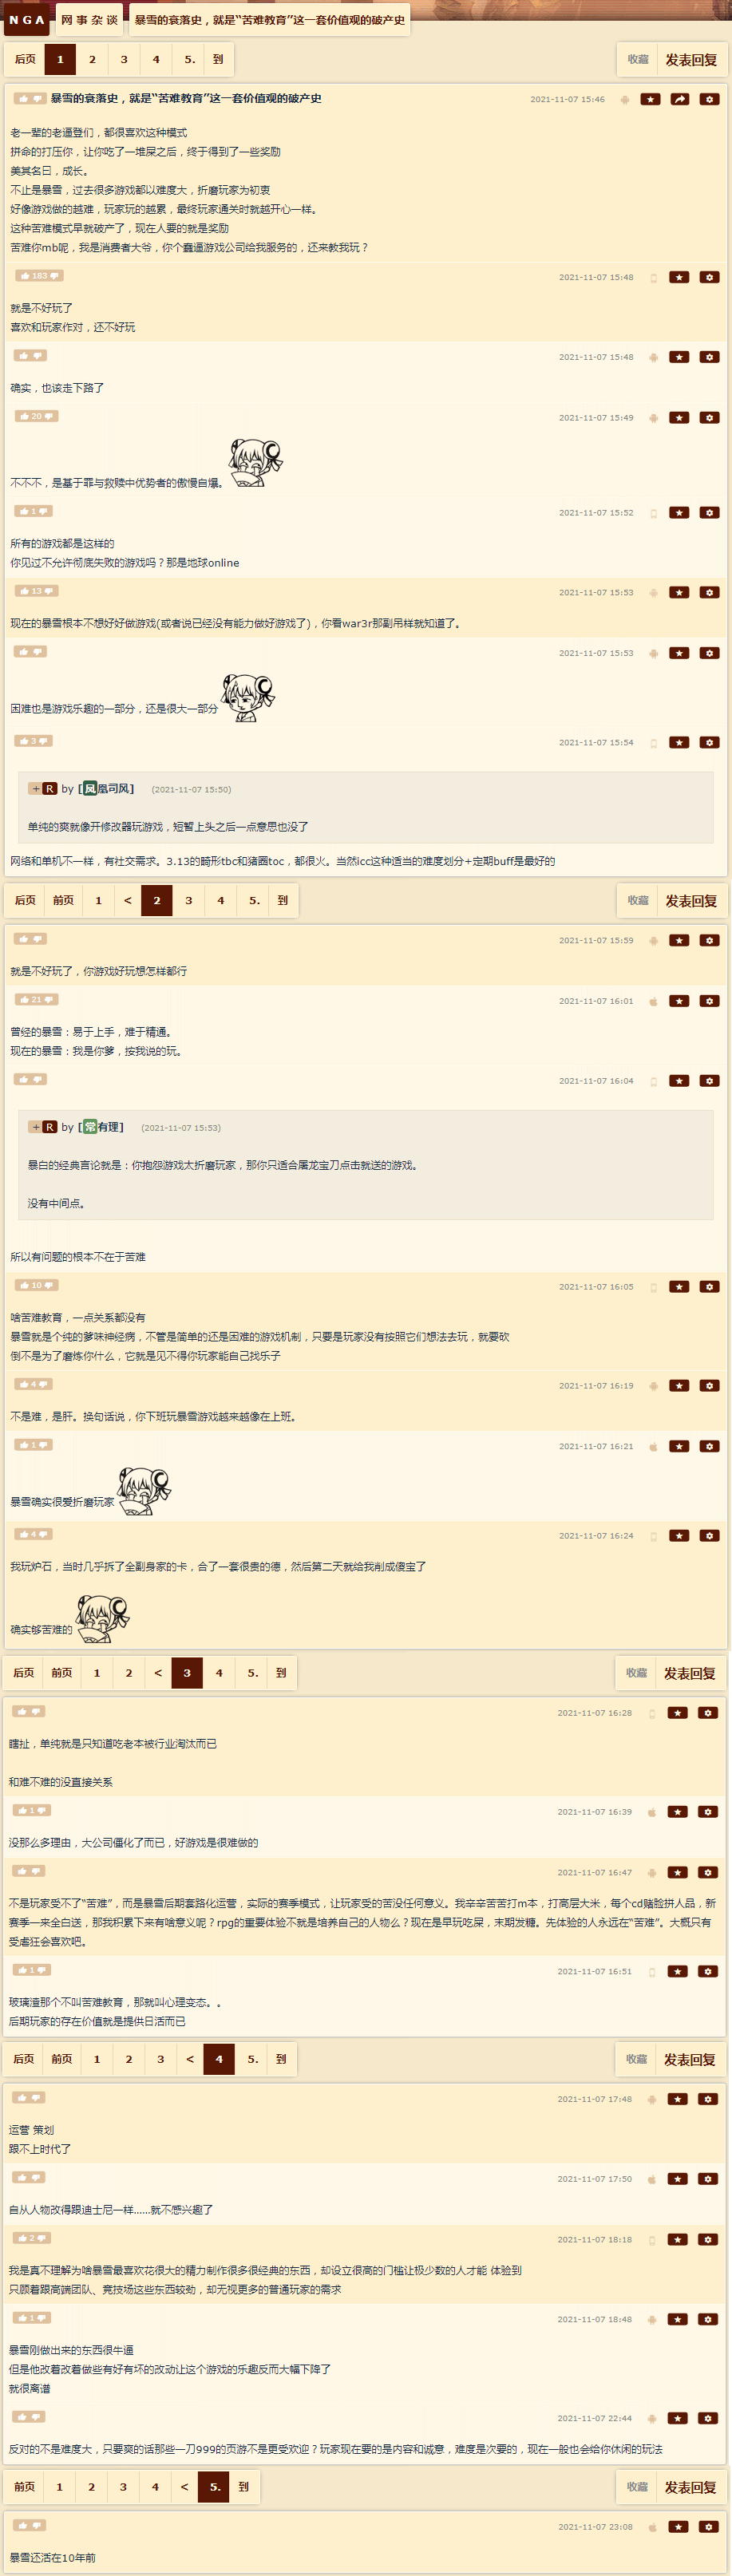 NGA 网事杂谈 暴雪的衰落史，就是“苦难教育”这一套价值观的破产史
后页 1 2 3 4 5. 到 收藏 发表回复
暴雪的衰落史，就是“苦难教育”这一套价值观的破产史 2021-11-07 15:46
老一辈的老逼登们，都很喜欢这种模式
拼命的打压你，让你吃了一堆屎之后，终于得到了一些奖励
美其名曰，成长。
不止是暴雪，过去很多游戏都以难度大，折磨玩家为初衷
好像游戏做的越难，玩家玩的越累，最终玩家通关时就越开心一样。
这种苦难模式早就破产了，现在人要的就是奖励
苦难你mb呢，我是消费者大爷，你个蠢逼游戏公司给我服务的，还来教我玩？
183 2021-11-07 15:48
就是不好玩了
喜欢和玩家作对，还不好玩
2021-11-07 15:48
确实，也该走下路了
20 2021-11-07 15:49
不不不，是基于罪与救赎中优势者的傲慢自爆。
1 2021-11-07 15:52
所有的游戏都是这样的
你见过不允许彻底失败的游戏吗？那是地球online
13 2021-11-07 15:53
现在的暴雪根本不想好好做游戏(或者说已经没有能力做好游戏了)，你看war3r那副吊样就知道了。
2021-11-07 15:53
困难也是游戏乐趣的一部分，还是很大一部分
3 2021-11-07 15:54
+ R by [凤凰司风] (2021-11-07 15:50)
单纯的爽就像开修改器玩游戏，短暂上头之后一点意思也没了
网络和单机不一样，有社交需求。3.13的畸形tbc和猪圈toc，都很火。当然icc这种适当的难度划分+定期buff是最好的
后页 前页 1 < 2 3 4 5. 到 收藏 发表回复
2021-11-07 15:59
就是不好玩了，你游戏好玩想怎样都行
21 2021-11-07 16:01
曾经的暴雪：易于上手，难于精通。
现在的暴雪：我是你爹，按我说的玩。
2021-11-07 16:04
+ R by [常有理] (2021-11-07 15:53)
暴白的经典言论就是：你抱怨游戏太折磨玩家，那你只适合屠龙宝刀点击就送的游戏。
没有中间点。
所以有问题的根本不在于苦难
10 2021-11-07 16:05
啥苦难教育，一点关系都没有
暴雪就是个纯的爹味神经病，不管是简单的还是困难的游戏机制，只要是玩家没有按照它们想法去玩，就要砍
倒不是为了磨炼你什么，它就是见不得你玩家能自己找乐子
4 2021-11-07 16:19
不是难，是肝。换句话说，你下班玩暴雪游戏越来越像在上班。
1 2021-11-07 16:21
暴雪确实很爱折磨玩家
4 2021-11-07 16:24
我玩炉石，当时几乎拆了全副身家的卡，合了一套很贵的德，然后第二天就给我削成傻宝了
确实够苦难的
后页 前页 1 2 < 3 4 5. 到 收藏 发表回复
2021-11-07 16:28
瞎扯，单纯就是只知道吃老本被行业淘汰而已
和难不难的没直接关系
1 2021-11-07 16:39
没那么多理由，大公司僵化了而已，好游戏是很难做的
2021-11-07 16:47
不是玩家受不了“苦难”，而是暴雪后期套路化运营，实际的赛季模式，让玩家受的苦没任何意义。我辛辛苦苦打m本，打高层大米，每个cd赌脸拼人品，新
赛季一来全白送，那我积累下来有啥意义呢？rpg的重要体验不就是培养自己的人物么？现在是早玩吃屎，末期发糖。先体验的人永远在“苦难”。大概只有
受虐狂会喜欢吧。
1 2021-11-07 16:51
玻璃渣那个不叫苦难教育，那就叫心理变态。。
后期玩家的存在价值就是提供日活而已
后页 前页 1 2 3 < 4 5. 到 收藏 发表回复
2021-11-07 17:48
运营 策划
跟不上时代了
2021-11-07 17:50
自从人物改得跟迪士尼一样……就不感兴趣了
2 2021-11-07 18:18
我是真不理解为啥暴雪最喜欢花很大的精力制作很多很经典的东西，却设立很高的门槛让极少数的人才能 体验到
只顾着跟高端团队、竞技场这些东西较劲，却无视更多的普通玩家的需求
1 2021-11-07 18:48
暴雪刚做出来的东西很牛逼
但是他改着改着做些有好有坏的改动让这个游戏的乐趣反而大幅下降了
就很离谱
2021-11-07 22:44
反对的不是难度大，只要爽的话那些一刀999的页游不是更受欢迎？玩家现在要的是内容和诚意，难度是次要的，现在一般也会给你休闲的玩法
前页 1 2 3 4 < 5. 到 收藏 发表回复
2021-11-07 23:08
暴雪还活在10年前